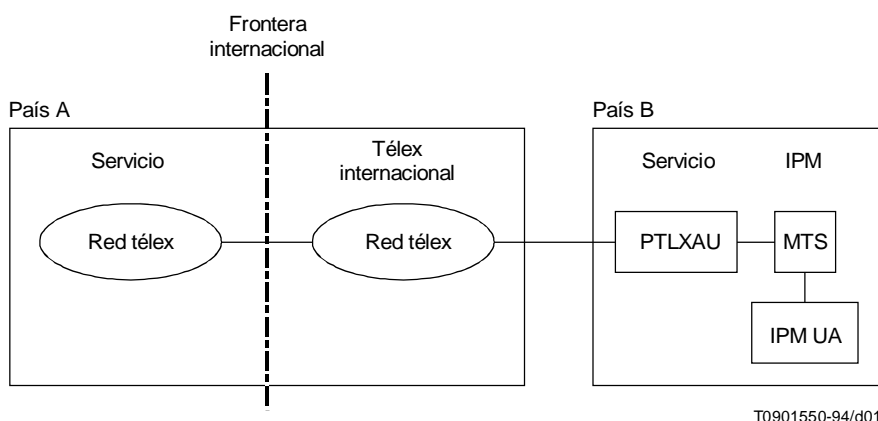 Frontera
internacional
País A
País B
Servicio
Télex
internacional
Servicio
IPM
Red télex
Red télex
PTLXAU
MTS
IPM UA
T0901550-94/d01